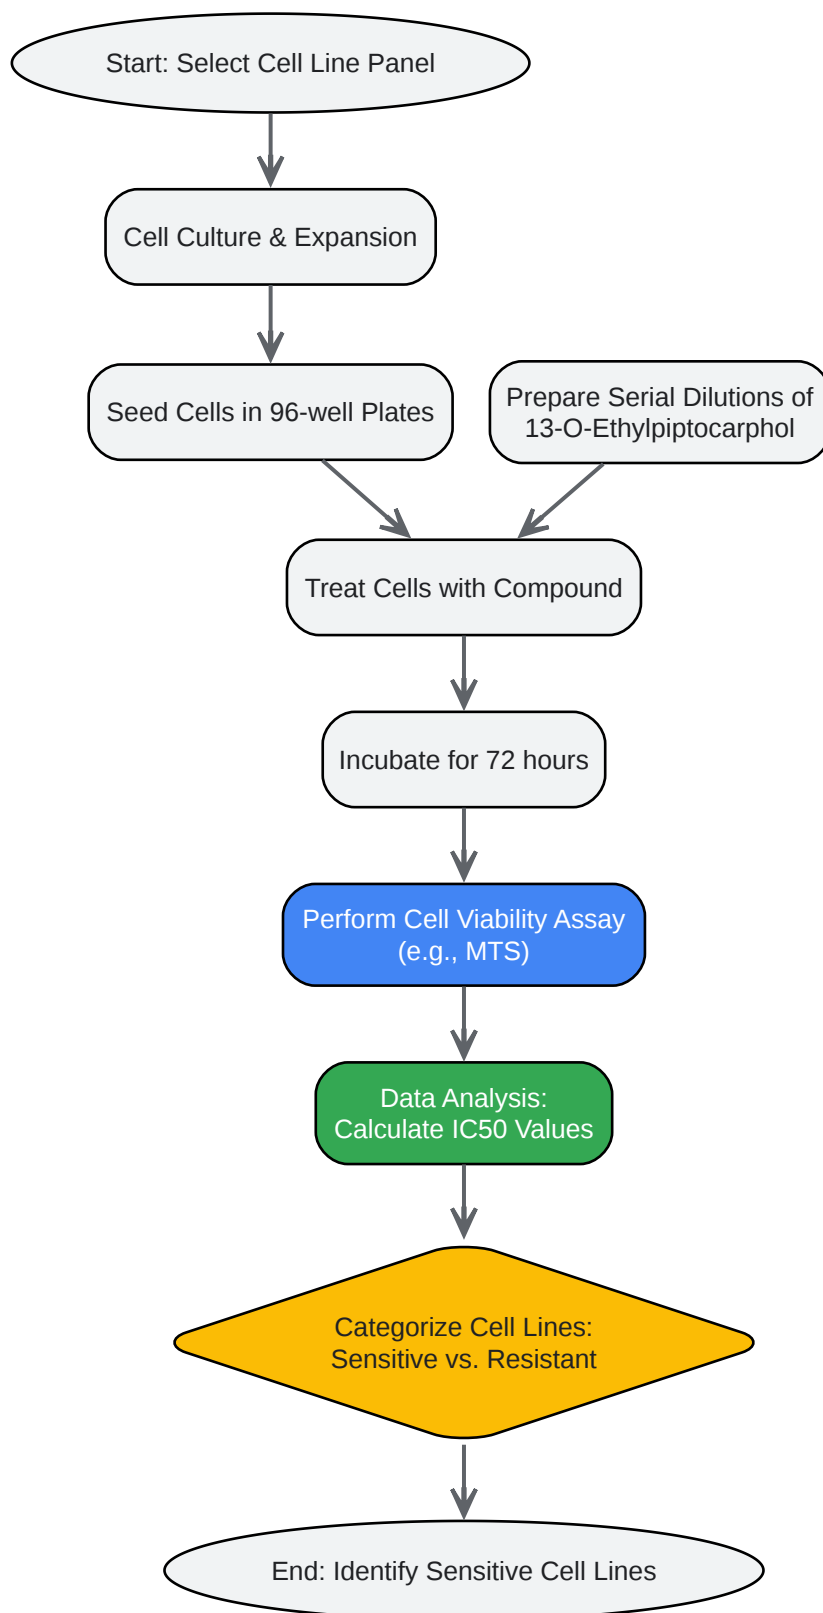 Start: Select Cell Line Panel
Cell Culture & Expansion
Seed Cells in 96-well Plates
Prepare Serial Dilutions of
13-O-Ethylpiptocarphol
Treat Cells with Compound
Incubate for 72 hours
Perform Cell Viability Assay
(e.g., MTS)
Data Analysis:
Calculate IC50 Values
Categorize Cell Lines:
Sensitive vs. Resistant
End: Identify Sensitive Cell Lines